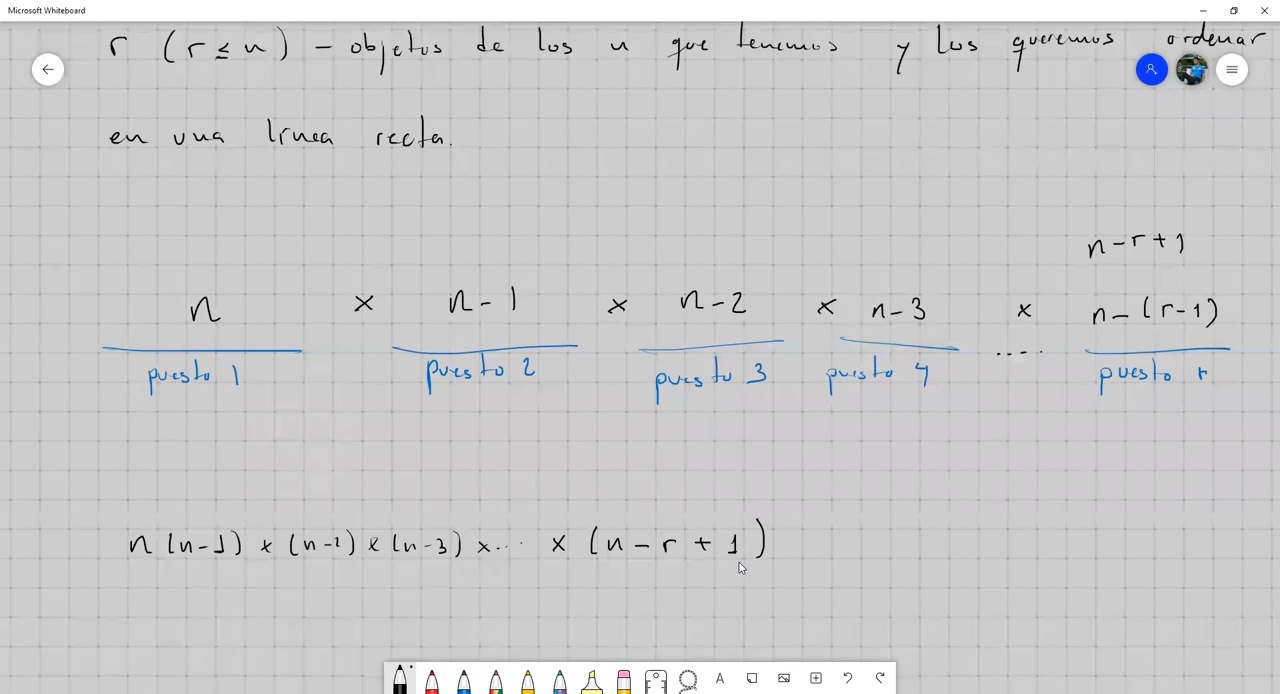 Microsoft Whiteboard
r (r ≤ n) - objetos de los n que tenemos y los queremos ordenar
en una línea recta.
n-r+1
n × n-1 × n-2 × n-3 × n-(r-1)
puesto 1 puesto 2 puesto 3 puesto 4 .... puesto r
n(n-1) × (n-1) × (n-3) ×... × (n-r+1)
A